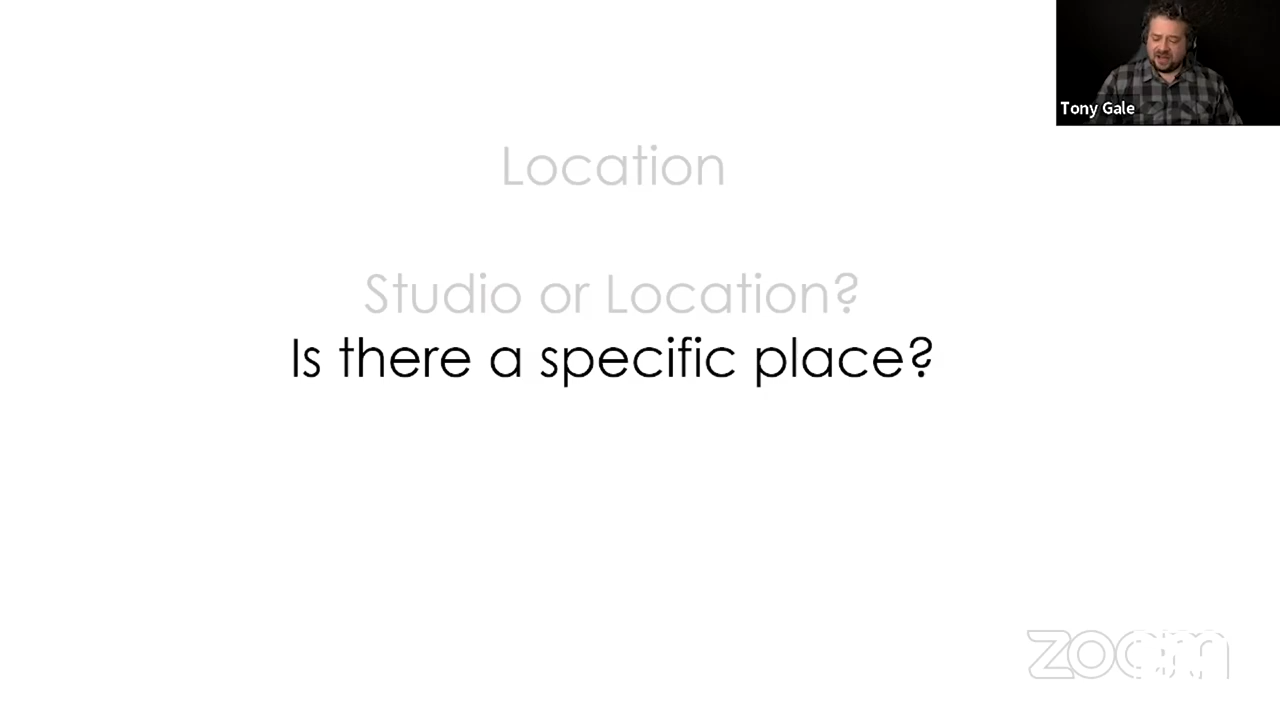 Tony Gale
Location
Studio or Location?
Is there a specific place?
zoom